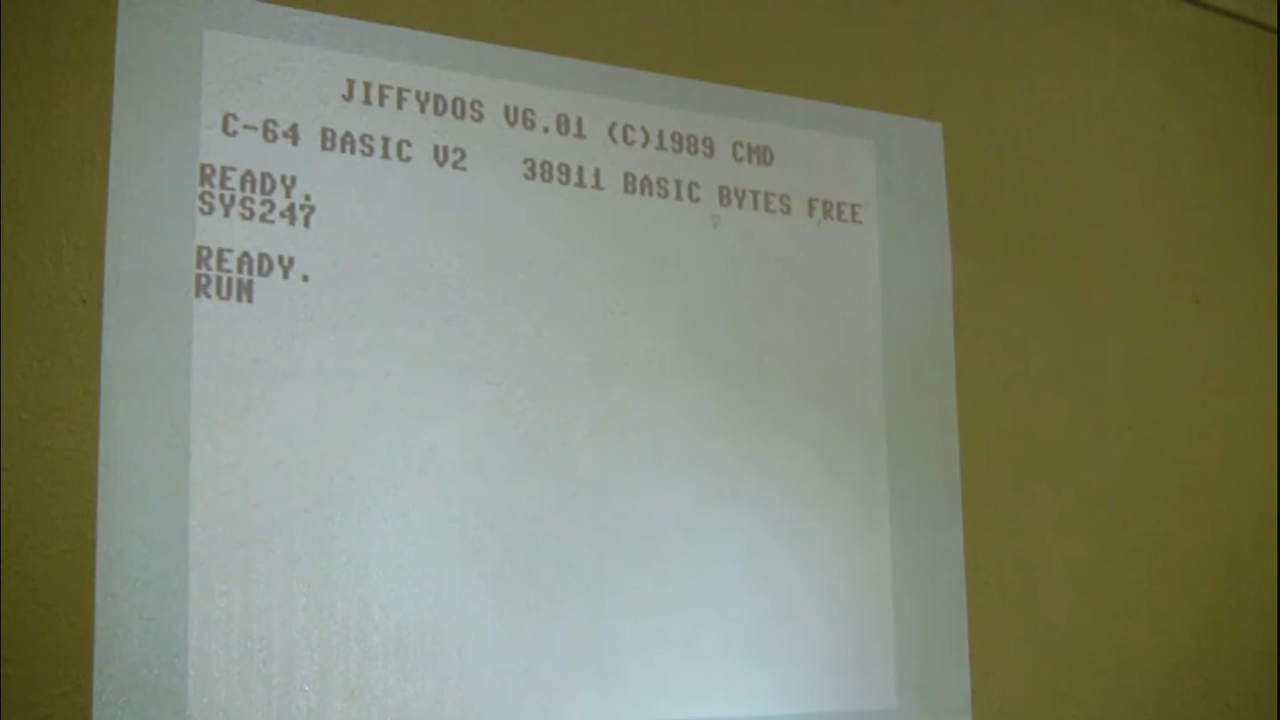 JIFFYDOS V6.01 (C)1989 CMD
C-64 BASIC V2   38911 BASIC BYTES FREE
READY.
SYS247
READY.
RUN